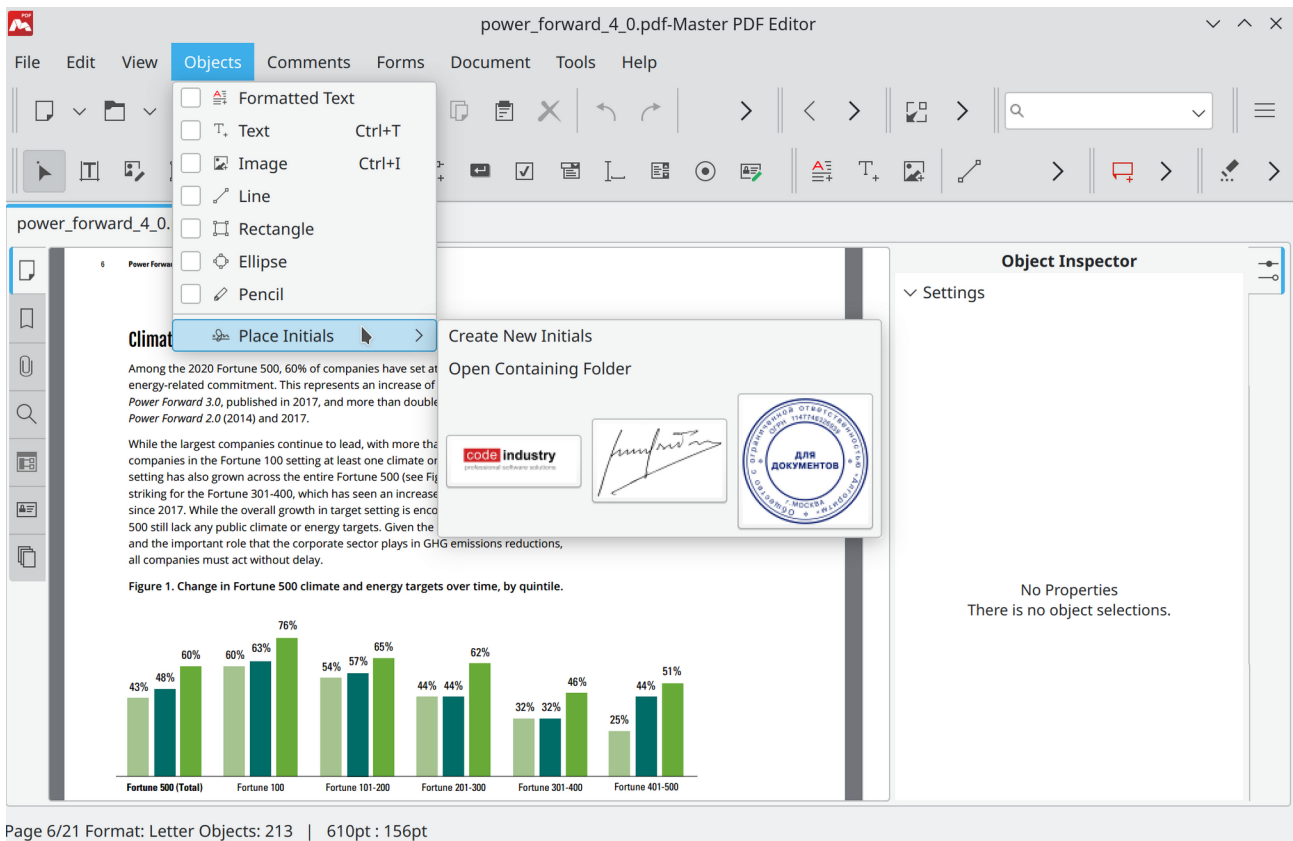 power_forward_4_0.pdf-Master PDF Editor
File Edit View Objects Comments Forms Document Tools Help
Formatted Text
Text Ctrl+T
Image Ctrl+I
Line
Rectangle
Ellipse
Pencil
Place Initials
Create New Initials
Open Containing Folder
code industry
professional software solutions
Общество с ограниченной ответственностью
ОГРН
ДЛЯ
ДОКУМЕНТОВ
г.МОСКВА
power_forward_4_0.
Object Inspector
Settings
No Properties
There is no object selections.
6 Power Forwa
Climat
Among the 2020 Fortune 500, 60% of companies have set at
energy-related commitment. This represents an increase of
Power Forward 3.0, published in 2017, and more than double
Power Forward 2.0 (2014) and 2017.
While the largest companies continue to lead, with more tha
companies in the Fortune 100 setting at least one climate or
setting has also grown across the entire Fortune 500 (see Fig
striking for the Fortune 301-400, which has seen an increase
since 2017. While the overall growth in target setting is enco
500 still lack any public climate or energy targets. Given the
and the important role that the corporate sector plays in GHG emissions reductions,
all companies must act without delay.
Figure 1. Change in Fortune 500 climate and energy targets over time, by quintile.
43% 48% 60% 60% 63% 76% 54% 57% 65% 44% 44% 62% 32% 32% 46% 25% 44% 51%
Fortune 500 (Total) Fortune 100 Fortune 101-200 Fortune 201-300 Fortune 301-400 Fortune 401-500
Page 6/21 Format: Letter Objects: 213 | 610pt : 156pt